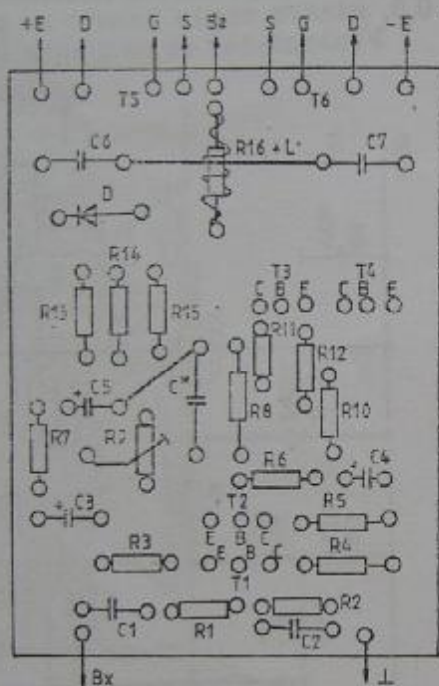 +E D G S S G D -E
T5 T6
C6 R16 + L C7
D
R14
T3 T4
C B E C B E
R13 R15 R11
R12
C5 C* R8 R10
R7 R? R6 C4
C3 T2 R5
E B C
R3 E B C R4
T1
C1 R1 C2 R2
Bx ⊥